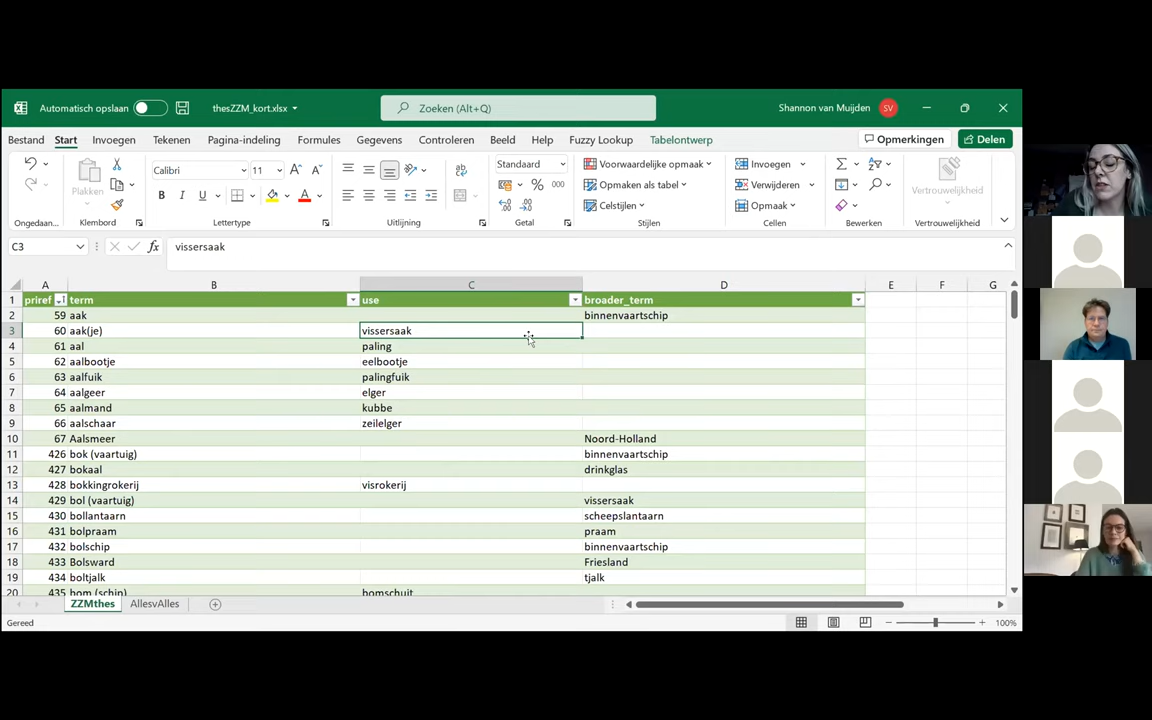 Automatisch opslaan thesZZM_kort.xlsx Zoeken (Alt+Q) Shannon van Muijden SV
Bestand Start Invoegen Tekenen Pagina-indeling Formules Gegevens Controleren Beeld Help Fuzzy Lookup Tabelontwerp Opmerkingen Delen
Plakken Calibri 11 Standaard Voorwaardelijke opmaak Invoegen Vertrouwelijkheid
B I U % 000 Opmaken als tabel Verwijderen
Celstijlen Opmaak
Ongedaan... Klembord Lettertype Uitlijning Getal Stijlen Cellen Bewerken Vertrouwelijkheid
C3 fx vissersaak
A B C D E F G
1 priref term use broader_term
2 59 aak binnenvaartschip
3 60 aak(je) vissersaak
4 61 aal paling
5 62 aalbootje eelbootje
6 63 aalfuik palingfuik
7 64 aalgeer elger
8 65 aalmand kubbe
9 66 aalschaar zeilelger
10 67 Aalsmeer Noord-Holland
11 426 bok (vaartuig) binnenvaartschip
12 427 bokaal drinkglas
13 428 bokkingrokerij visrokerij
14 429 bol (vaartuig) vissersaak
15 430 bollantaarn scheepslantaarn
16 431 bolpraam praam
17 432 bolschip binnenvaartschip
18 433 Bolsward Friesland
19 434 boltjalk tjalk
20 435 bom (schip) bomschuit
ZZMthes AllesvAlles
Gereed 100%